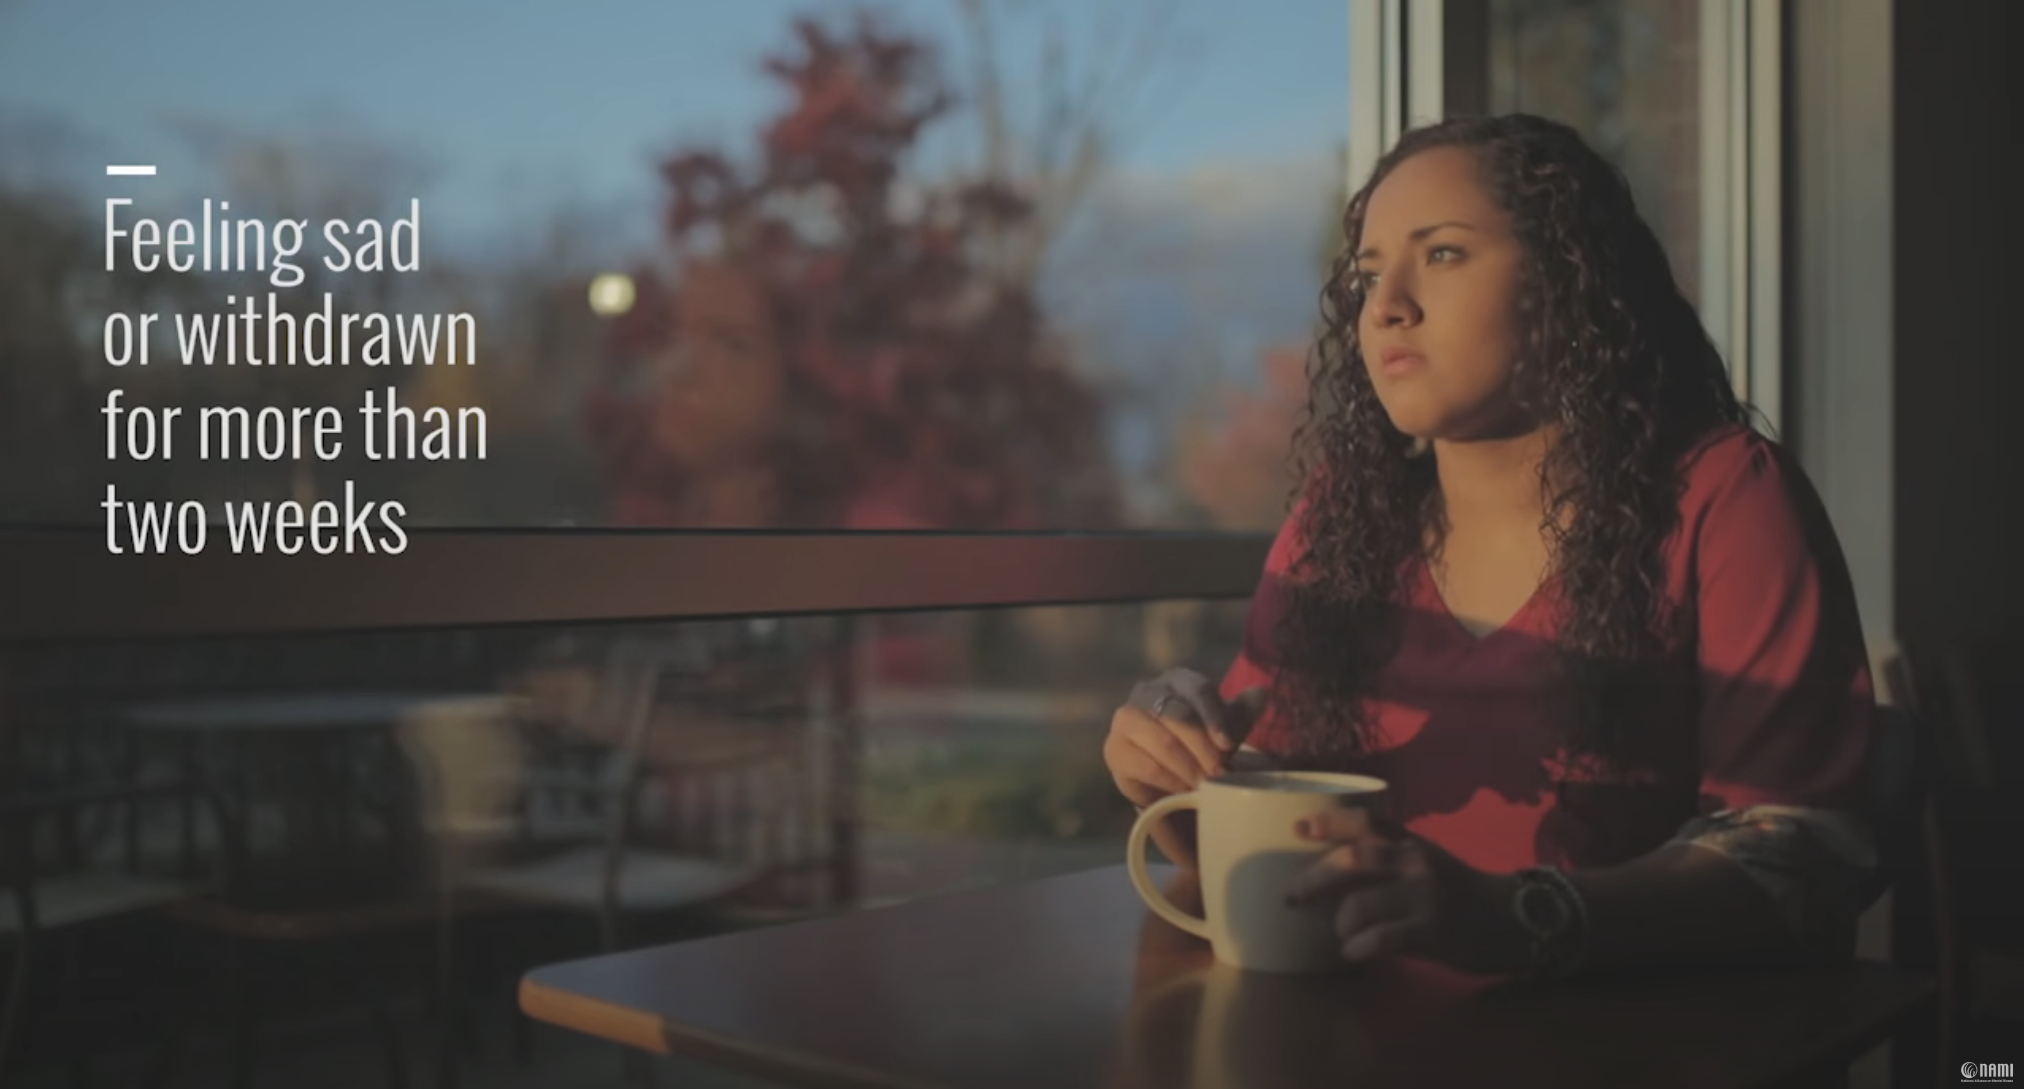 Feeling sad
or withdrawn
for more than
two weeks
NAMI